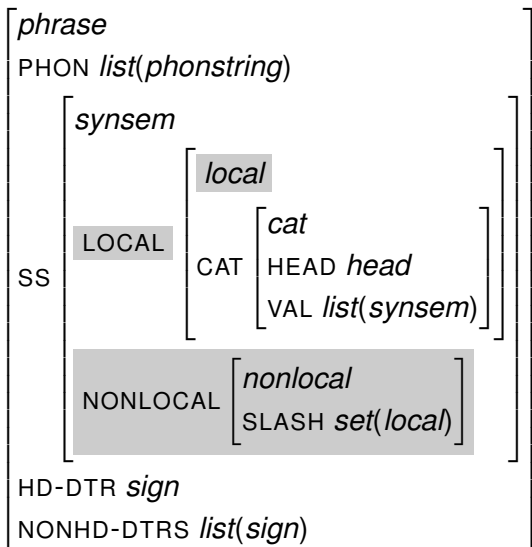 phrase
PHON list(phonstring)
synsem
local
LOCAL
cat
CAT HEAD head
SS
VAL list(synsem)
nonlocal
NONLOCAL
SLASH set(local)
HD-DTR sign
NONHD-DTRS list(sign)